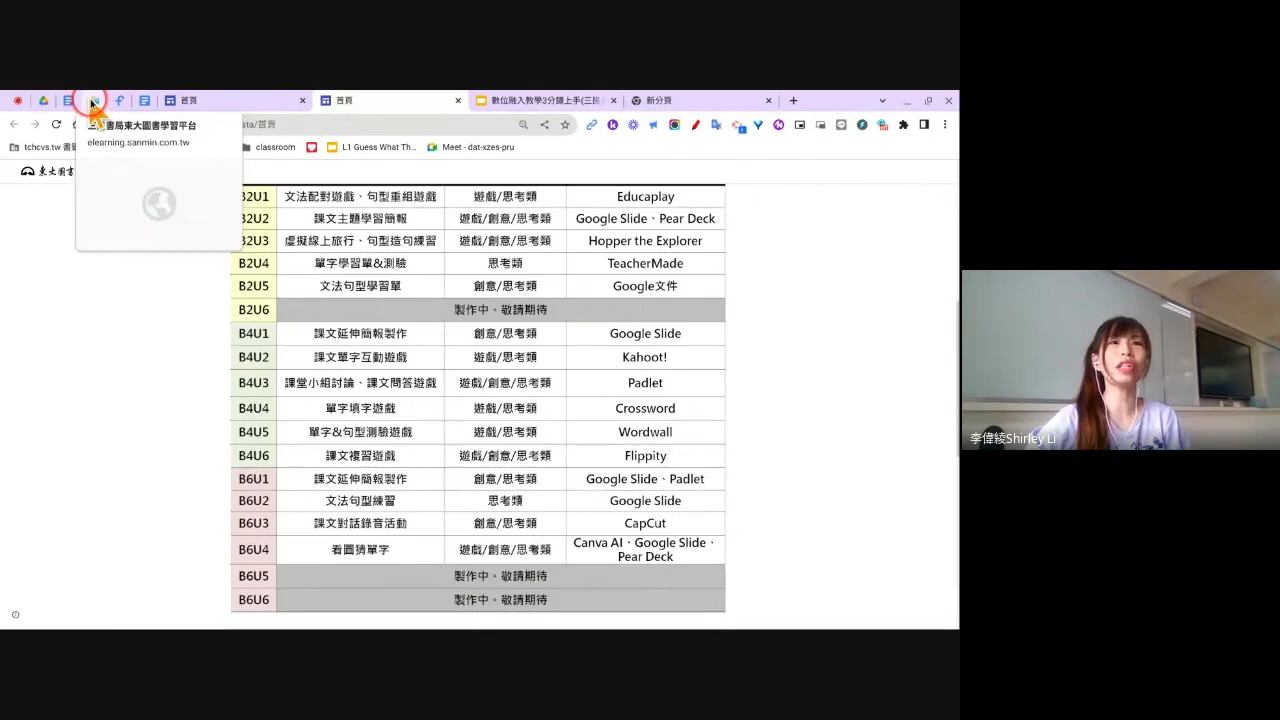 首頁
首頁
數位融入教學3分鐘上手(三民
新分頁
書局東大圖書學習平台
elearning.sanmin.com.tw
sta/首頁
tchcvs.tw 書籤
classroom
L1 Guess What Th...
Meet - dat-xzes-pru
東大圖書
B2U1 文法配對遊戲、句型重組遊戲 遊戲/思考類 Educaplay
B2U2 課文主題學習簡報 遊戲/創意/思考類 Google Slide、Pear Deck
B2U3 虛擬線上旅行、句型造句練習 遊戲/創意/思考類 Hopper the Explorer
B2U4 單字學習單&測驗 思考類 TeacherMade
B2U5 文法句型學習單 創意/思考類 Google文件
B2U6 製作中。敬請期待
B4U1 課文延伸簡報製作 創意/思考類 Google Slide
B4U2 課文單字互動遊戲 遊戲/思考類 Kahoot!
B4U3 課堂小組討論、課文問答遊戲 遊戲/創意/思考類 Padlet
B4U4 單字填字遊戲 遊戲/思考類 Crossword
B4U5 單字&句型測驗遊戲 遊戲/思考類 Wordwall
B4U6 課文複習遊戲 遊戲/創意/思考類 Flippity
B6U1 課文延伸簡報製作 創意/思考類 Google Slide、Padlet
B6U2 文法句型練習 思考類 Google Slide
B6U3 課文對話錄音活動 創意/思考類 CapCut
B6U4 看圖猜單字 遊戲/創意/思考類 Canva AI、Google Slide、
Pear Deck
B6U5 製作中。敬請期待
B6U6 製作中。敬請期待
李偉綾Shirley Li